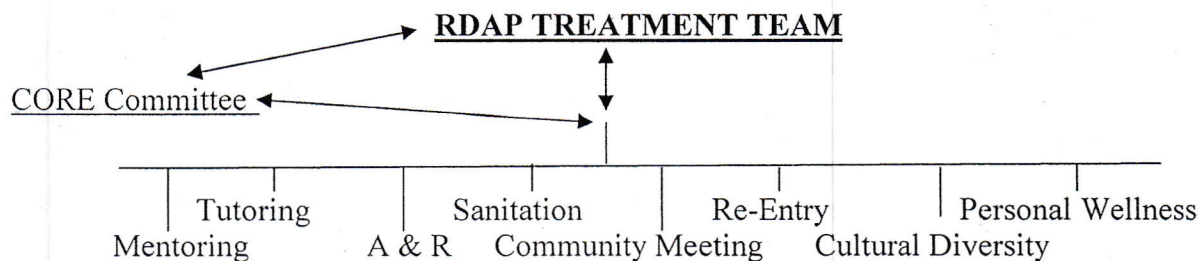 RDAP TREATMENT TEAM
CORE Committee
Tutoring Sanitation Re-Entry Personal Wellness
Mentoring A & R Community Meeting Cultural Diversity